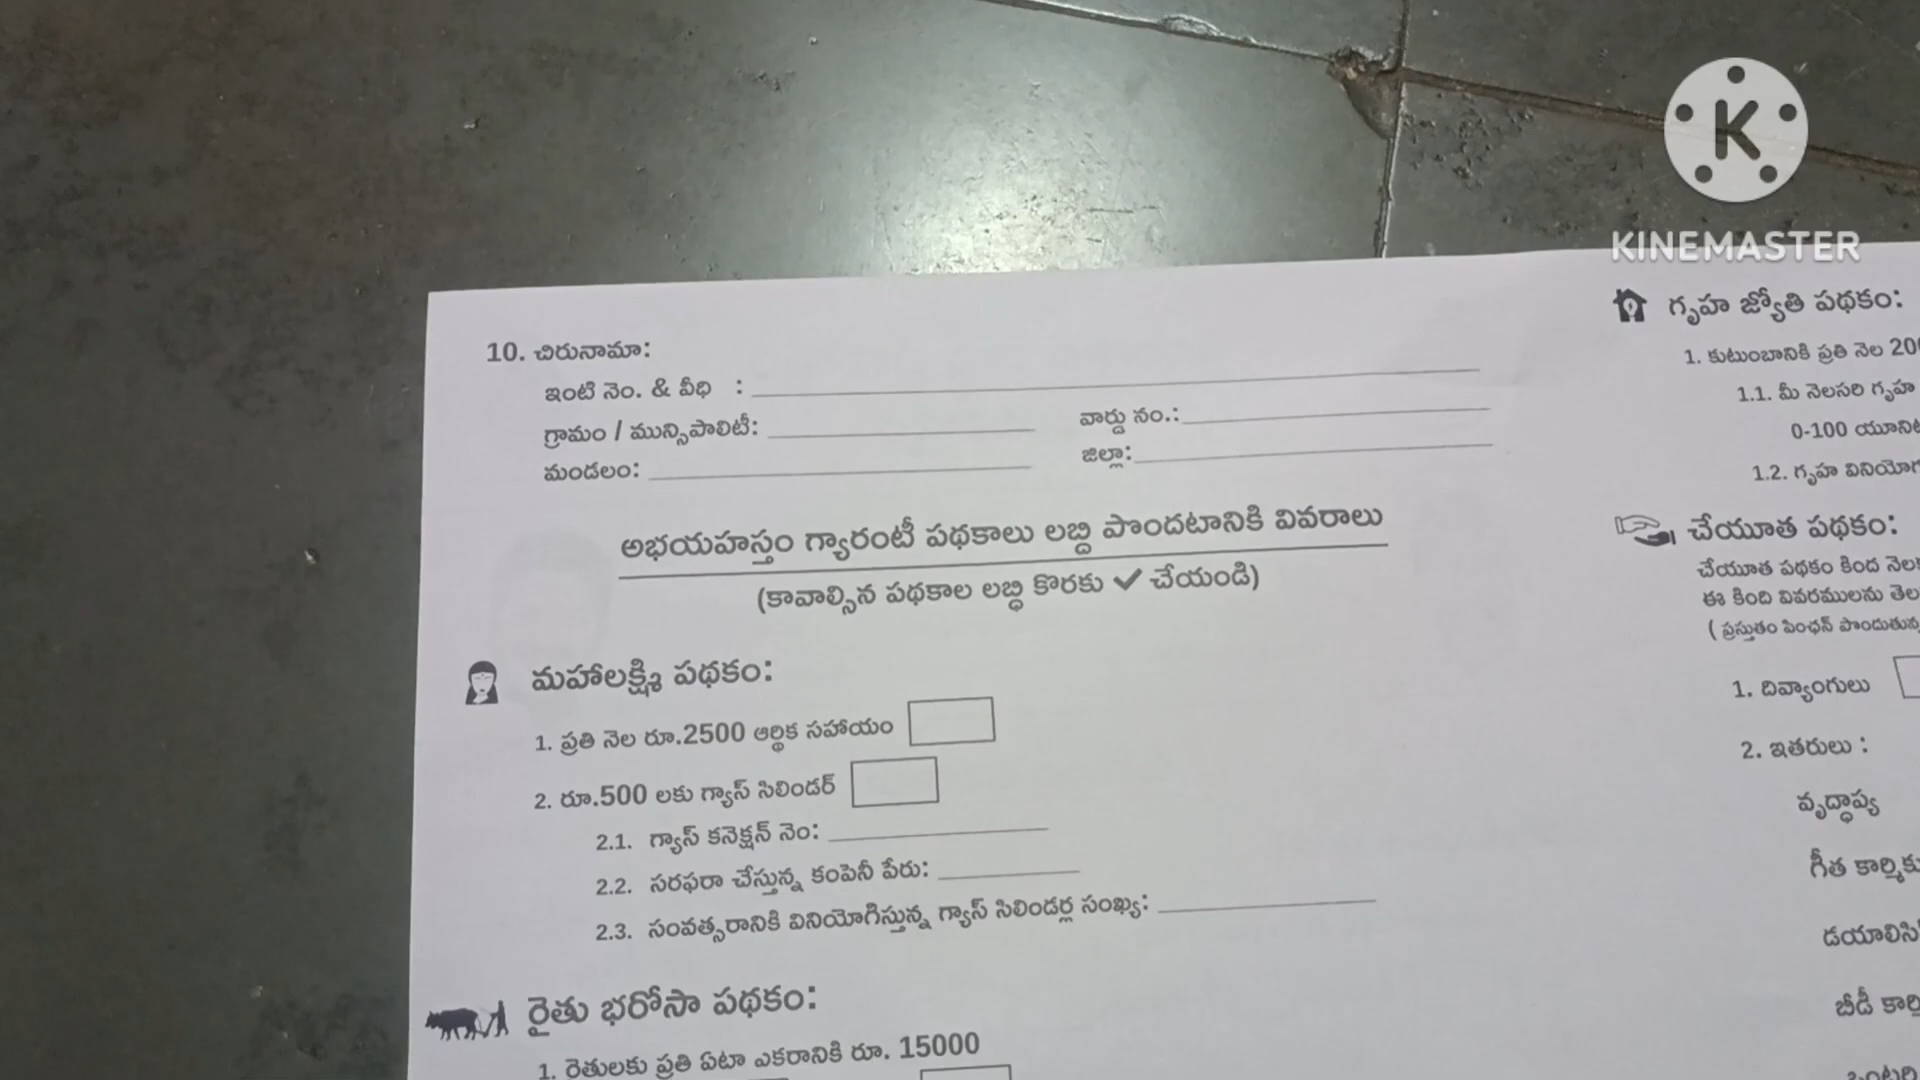 KINEMASTER
10. చిరునామా:
ఇంటి నెం. & వీధి :
గ్రామం / మున్సిపాలిటీ: వార్డు నం.:
మండలం: జిల్లా:
అభయహస్తం గ్యారంటీ పథకాలు లబ్ది పొందటానికి వివరాలు
(కావాల్సిన పథకాల లబ్ధి కొరకు ✓ చేయండి)
మహాలక్ష్మి పథకం:
1. ప్రతి నెల రూ.2500 ఆర్థిక సహాయం
2. రూ.500 లకు గ్యాస్ సిలిండర్
2.1. గ్యాస్ కనెక్షన్ నెం:
2.2. సరఫరా చేస్తున్న కంపెనీ పేరు:
2.3. సంవత్సరానికి వినియోగిస్తున్న గ్యాస్ సిలిండర్ల సంఖ్య:
రైతు భరోసా పథకం:
1. రైతులకు ప్రతి ఏటా ఎకరానికి రూ. 15000
గృహ జ్యోతి పథకం:
1. కుటుంబానికి ప్రతి నెల
1.1. మీ నెలసరి గృహ
0-100
1.2. గృహ
చేయూత పథకం:
చేయూత పథకం కింద
ఈ కింది వివరములను
( ప్రస్తుతం పింఛన్
1. దివ్యాంగులు
2. ఇతరులు :
వృద్ధాప్య
గీత
బీడీ